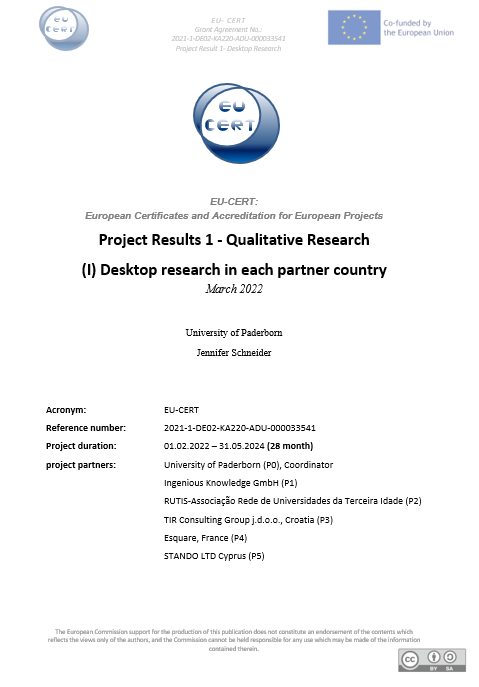 EU
CERT
EU- CERT
Grant Agreement No.:
2021-1-DE02-KA220-ADU-000033541
Project Result 1- Desktop Research
Co-funded by
the European Union
EU
CERT
EU-CERT:
European Certificates and Accreditation for European Projects
Project Results 1 - Qualitative Research
(I) Desktop research in each partner country
March 2022
University of Paderborn
Jennifer Schneider
Acronym: EU-CERT
Reference number: 2021-1-DE02-KA220-ADU-000033541
Project duration: 01.02.2022 – 31.05.2024 (28 month)
project partners: University of Paderborn (P0), Coordinator
Ingenious Knowledge GmbH (P1)
RUTIS-Associação Rede de Universidades da Terceira Idade (P2)
TIR Consulting Group j.d.o.o., Croatia (P3)
Esquare, France (P4)
STANDO LTD Cyprus (P5)
The European Commission support for the production of this publication does not constitute an endorsement of the contents which
reflects the views only of the authors, and the Commission cannot be held responsible for any use which may be made of the information
contained therein.
cc
BY SA